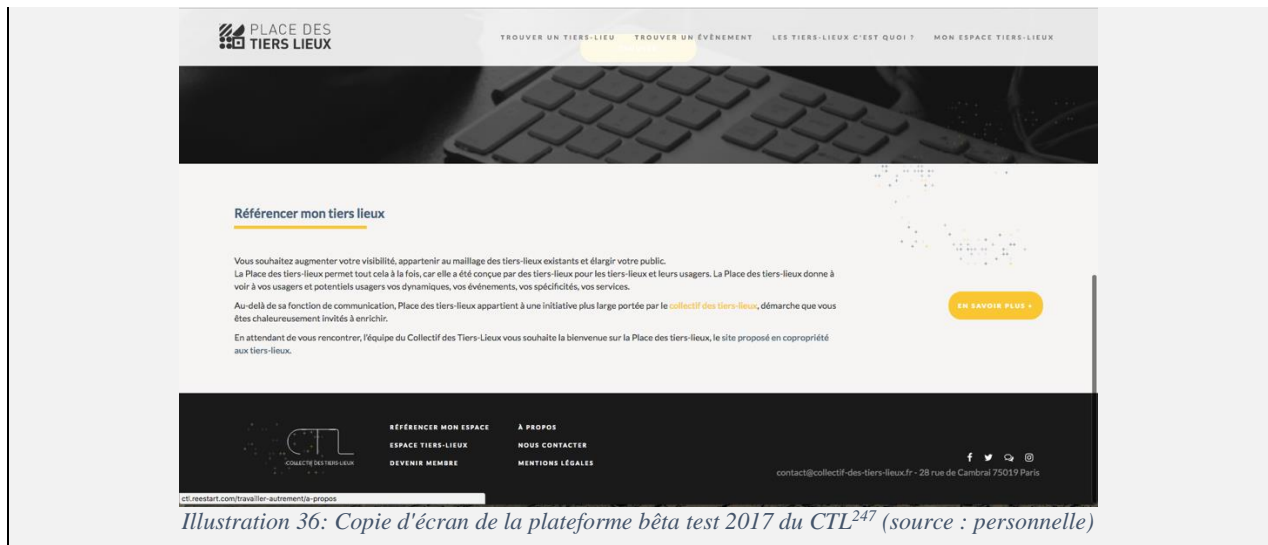 PLACE DES
TIERS LIEUX
TROUVER UN TIERS-LIEU TROUVER UN ÉVÈNEMENT LES TIERS-LIEUX C'EST QUOI ? MON ESPACE TIERS-LIEUX
Référencer mon tiers lieux
Vous souhaitez augmenter votre visibilité, appartenir au maillage des tiers-lieux existants et élargir votre public.
La Place des tiers-lieux permet tout cela à la fois, car elle a été conçue par des tiers-lieux pour les tiers-lieux et leurs usagers. La Place des tiers-lieux donne à
voir à vos usagers et potentiels usagers vos dynamiques, vos événements, vos spécificités, vos services.
Au-delà de sa fonction de communication, Place des tiers-lieux appartient à une initiative plus large portée par le collectif des tiers-lieux, démarche que vous
êtes chaleureusement invités à enrichir.
En attendant de vous rencontrer, l'équipe du Collectif des Tiers-Lieux vous souhaite la bienvenue sur la Place des tiers-lieux, le site proposé en copropriété
aux tiers-lieux.
EN SAVOIR PLUS +
CTL
COLLECTIF DES TIERS-LIEUX
RÉFÉRENCER MON ESPACE
ESPACE TIERS-LIEUX
DEVENIR MEMBRE
À PROPOS
NOUS CONTACTER
MENTIONS LÉGALES
contact@collectif-des-tiers-lieux.fr - 28 rue de Cambrai 75019 Paris
ctl.reestart.com/travailler-autrement/a-propos
Illustration 36: Copie d'écran de la plateforme bêta test 2017 du CTL247 (source : personnelle)